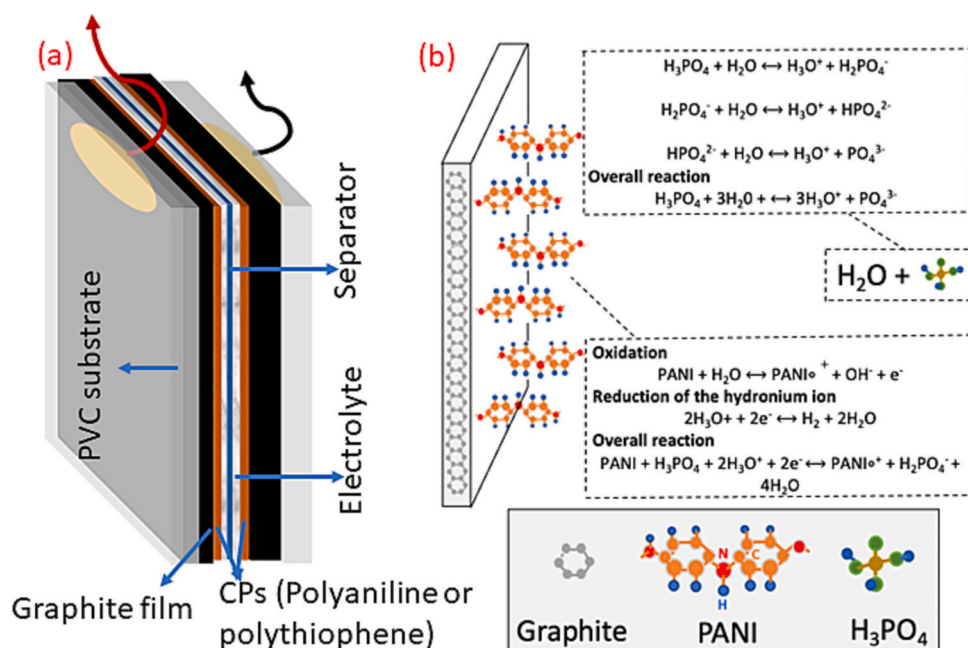 (a)
PVC substrate
Separator
Electrolyte
Graphite film
CPs (Polyaniline or
polythiophene)
(b)
H₃PO₄ + H₂O ⟷ H₃O⁺ + H₂PO₄⁻
H₂PO₄⁻ + H₂O ⟷ H₃O⁺ + HPO₄²⁻
HPO₄²⁻ + H₂O ⟷ H₃O⁺ + PO₄³⁻
Overall reaction
H₃PO₄ + 3H₂0 + ⟷ 3H₃O⁺ + PO₄³⁻
H₂O +
Oxidation
PANI + H₂O ⟷ PANI∘ ⁺ + OH⁻ + e⁻
Reduction of the hydronium ion
2H₃O+ + 2e⁻ ⟷ H₂ + 2H₂O
Overall reaction
PANI + H₃PO₄ + 2H₃O⁺ + 2e⁻ ⟷ PANI∘⁺ + H₂PO₄⁻ +
4H₂O
N
C
H
Graphite
PANI
H₃PO₄